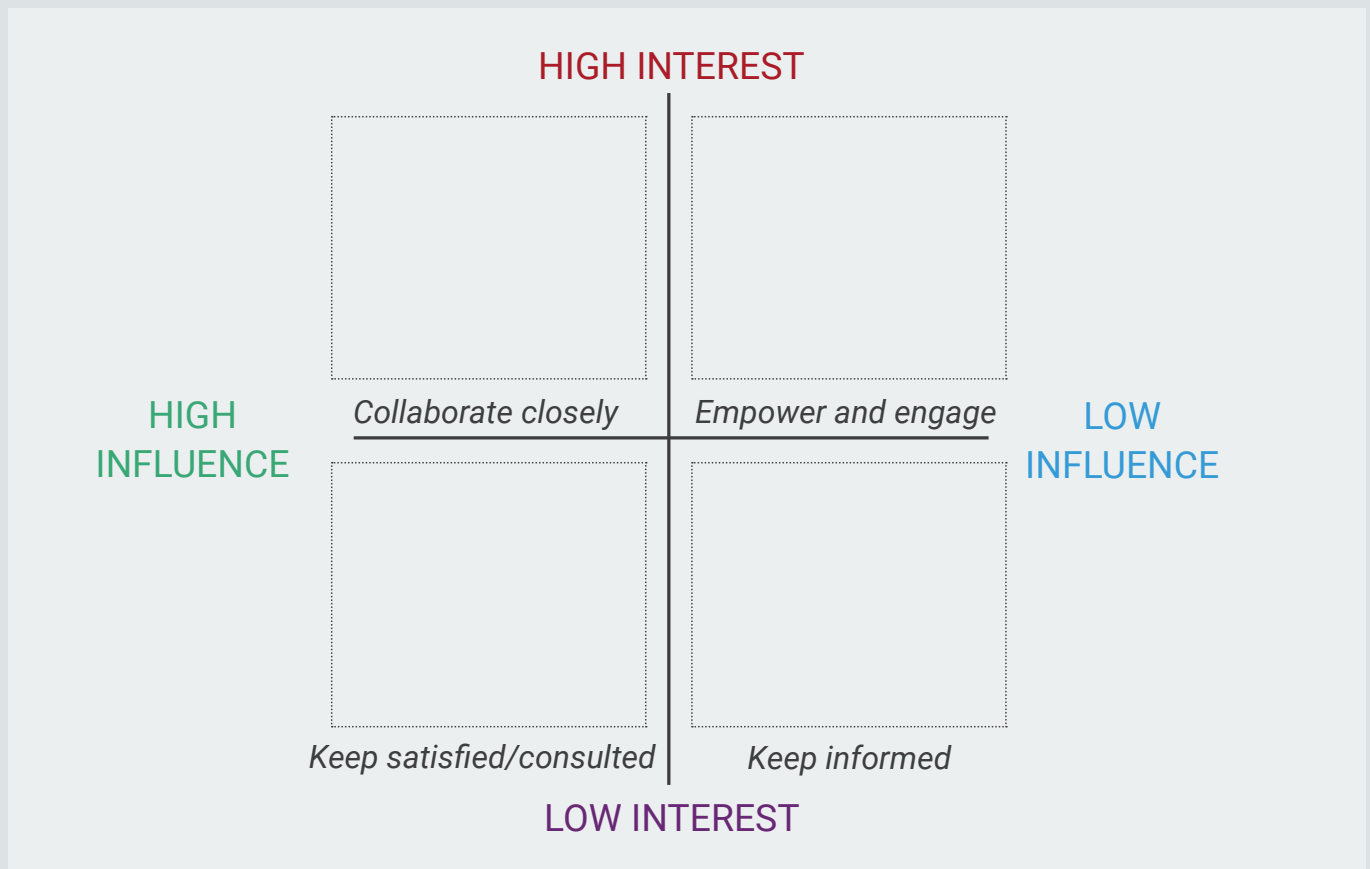 HIGH INTEREST
Collaborate closely
Empower and engage
HIGH
INFLUENCE
LOW
INFLUENCE
Keep satisfied/consulted
Keep informed
LOW INTEREST